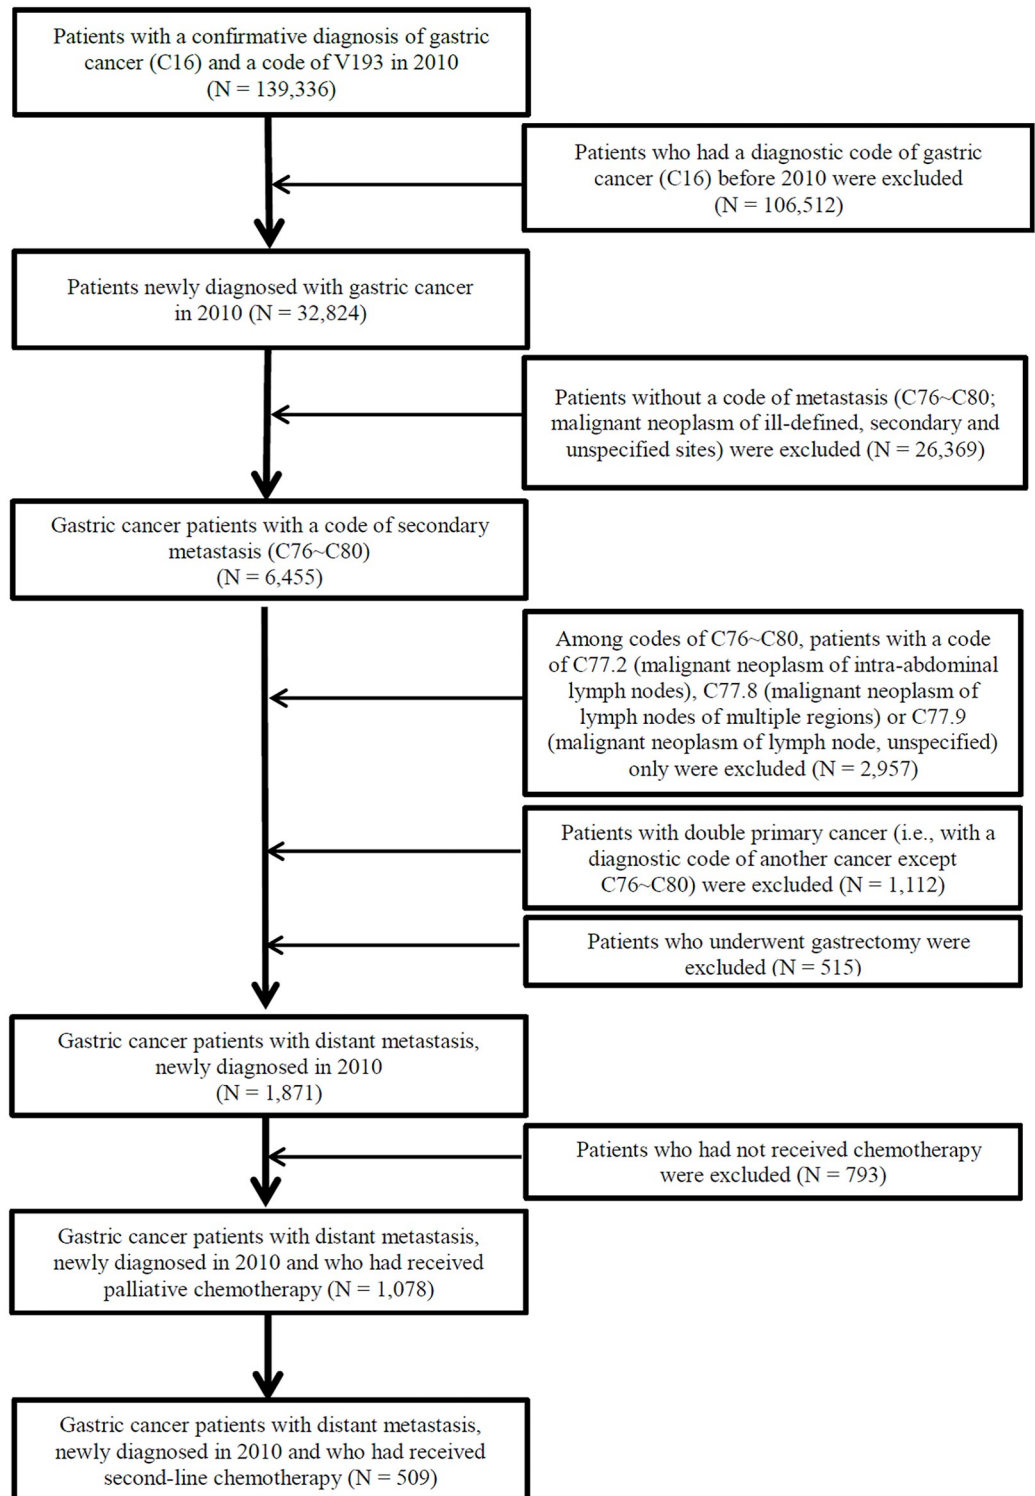 Patients with a confirmative diagnosis of gastric
cancer (C16) and a code of V193 in 2010
(N = 139,336)
Patients who had a diagnostic code of gastric
cancer (C16) before 2010 were excluded
(N = 106,512)
Patients newly diagnosed with gastric cancer
in 2010 (N = 32,824)
Patients without a code of metastasis (C76~C80;
malignant neoplasm of ill-defined, secondary and
unspecified sites) were excluded (N = 26,369)
Gastric cancer patients with a code of secondary
metastasis (C76~C80)
(N = 6,455)
Among codes of C76~C80, patients with a code
of C77.2 (malignant neoplasm of intra-abdominal
lymph nodes), C77.8 (malignant neoplasm of
lymph nodes of multiple regions) or C77.9
(malignant neoplasm of lymph node, unspecified)
only were excluded (N = 2,957)
Patients with double primary cancer (i.e., with a
diagnostic code of another cancer except
C76~C80) were excluded (N = 1,112)
Patients who underwent gastrectomy were
excluded (N = 515)
Gastric cancer patients with distant metastasis,
newly diagnosed in 2010
(N = 1,871)
Patients who had not received chemotherapy
were excluded (N = 793)
Gastric cancer patients with distant metastasis,
newly diagnosed in 2010 and who had received
palliative chemotherapy (N = 1,078)
Gastric cancer patients with distant metastasis,
newly diagnosed in 2010 and who had received
second-line chemotherapy (N = 509)